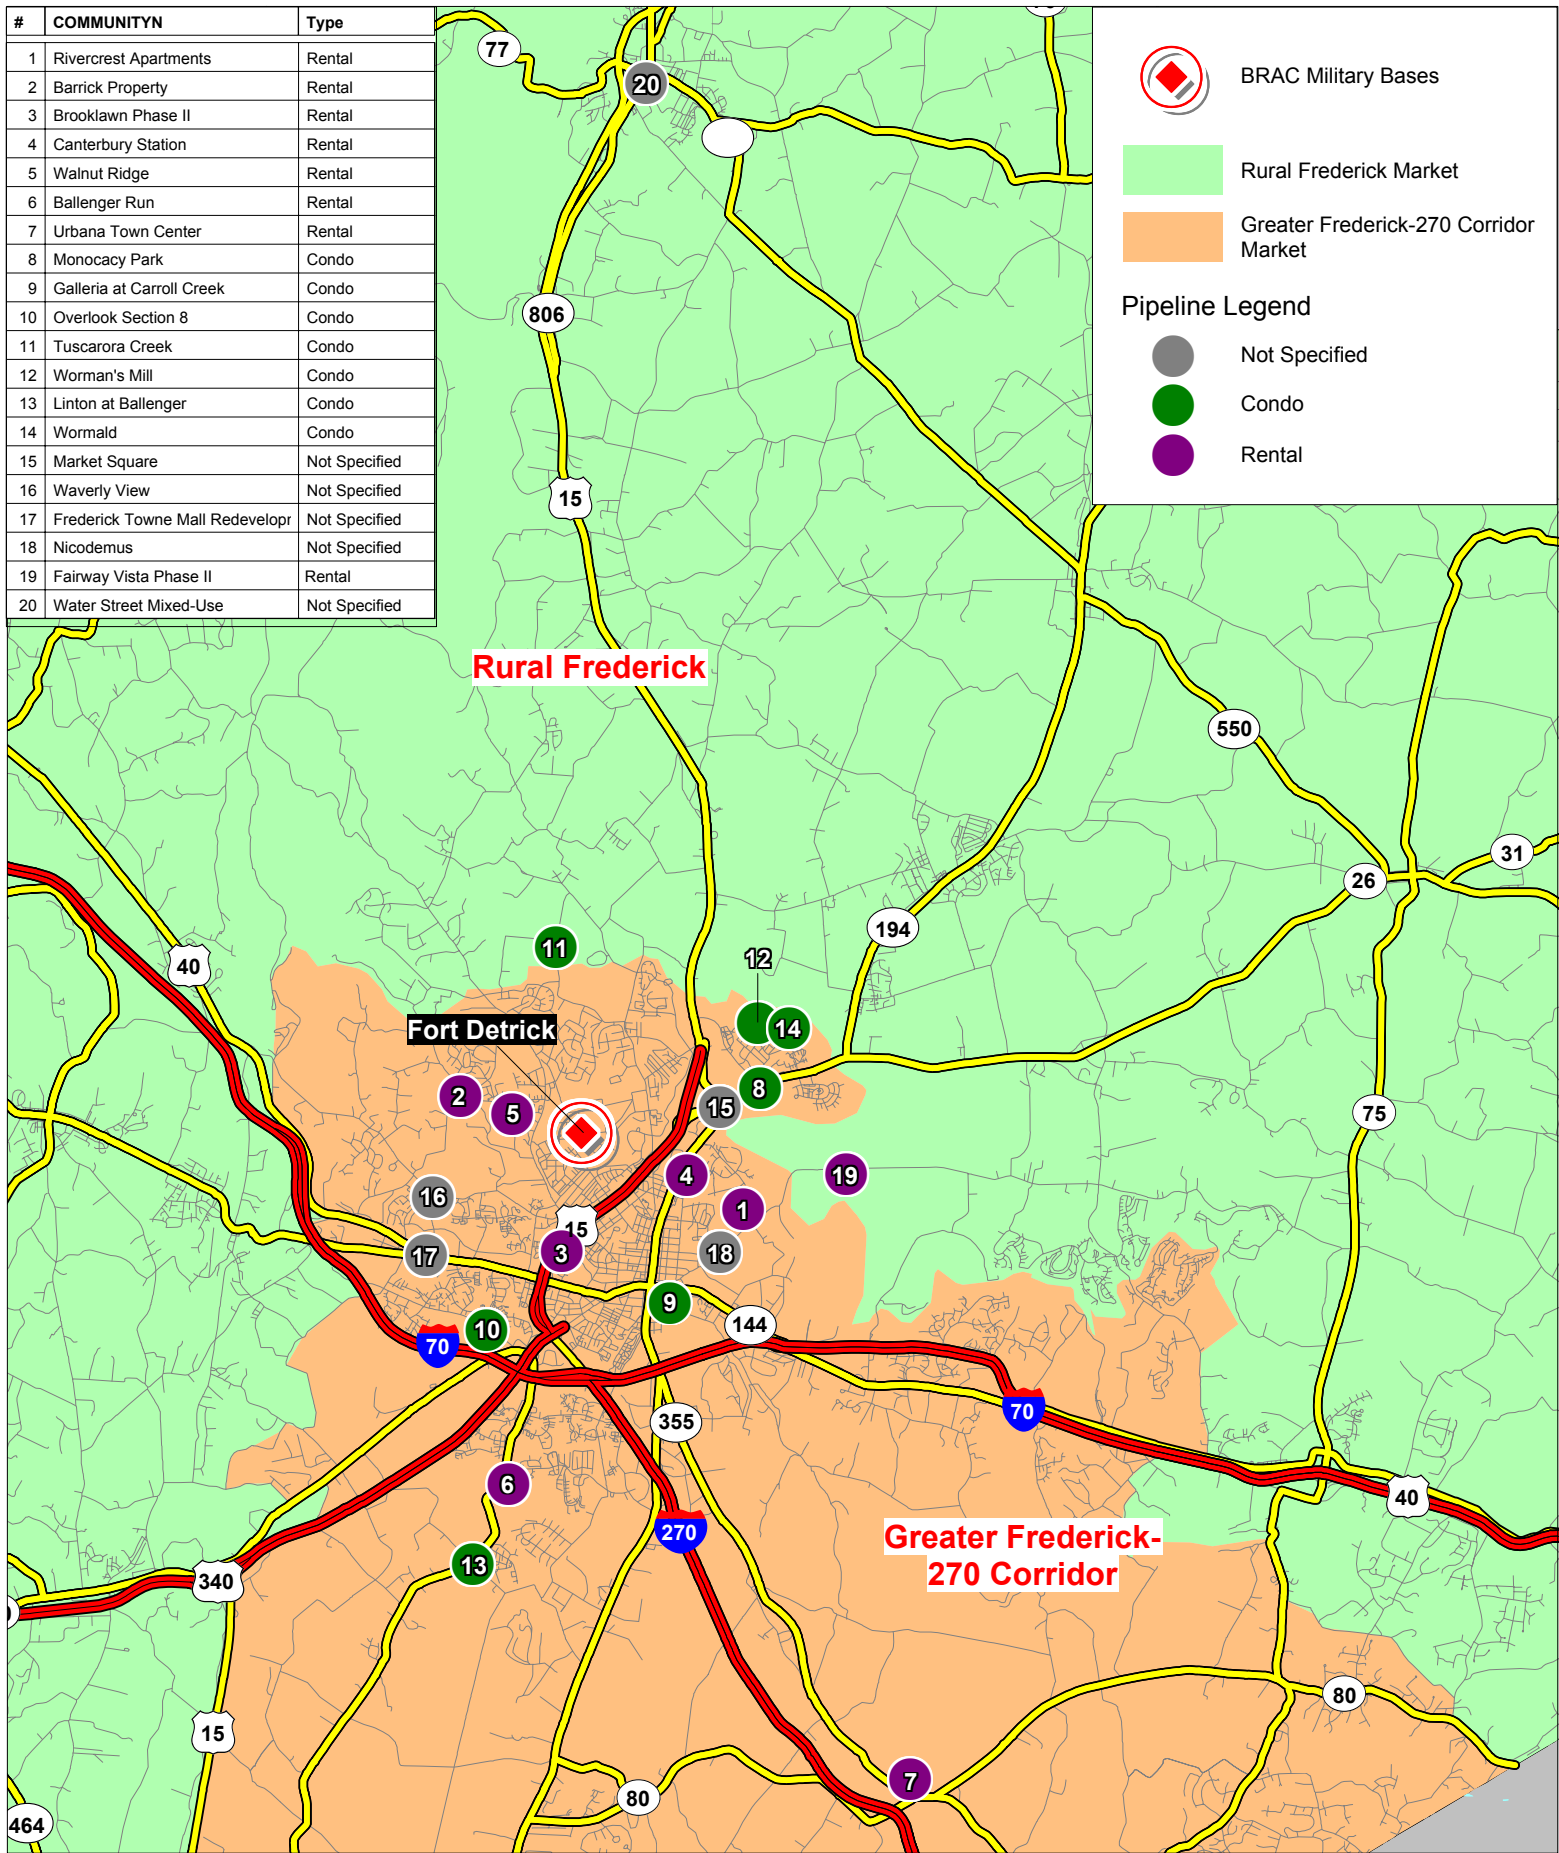 # COMMUNITYN Type
1 Rivercrest Apartments Rental
2 Barrick Property Rental
3 Brooklawn Phase II Rental
4 Canterbury Station Rental
5 Walnut Ridge Rental
6 Ballenger Run Rental
7 Urbana Town Center Rental
8 Monocacy Park Condo
9 Galleria at Carroll Creek Condo
10 Overlook Section 8 Condo
11 Tuscarora Creek Condo
12 Worman's Mill Condo
13 Linton at Ballenger Condo
14 Wormald Condo
15 Market Square Not Specified
16 Waverly View Not Specified
17 Frederick Towne Mall Redevelopr Not Specified
18 Nicodemus Not Specified
19 Fairway Vista Phase II Rental
20 Water Street Mixed-Use Not Specified
BRAC Military Bases
Rural Frederick Market
Greater Frederick-270 Corridor
Market
Pipeline Legend
Not Specified
Condo
Rental
77
20
806
15
Rural Frederick
550
31
26
194
40
11
12
14
Fort Detrick
2
5
8
15
75
4
19
16
1
15
3
17
18
9
10
144
70
70
355
6
40
270
Greater Frederick-
270 Corridor
13
340
80
15
7
80
464